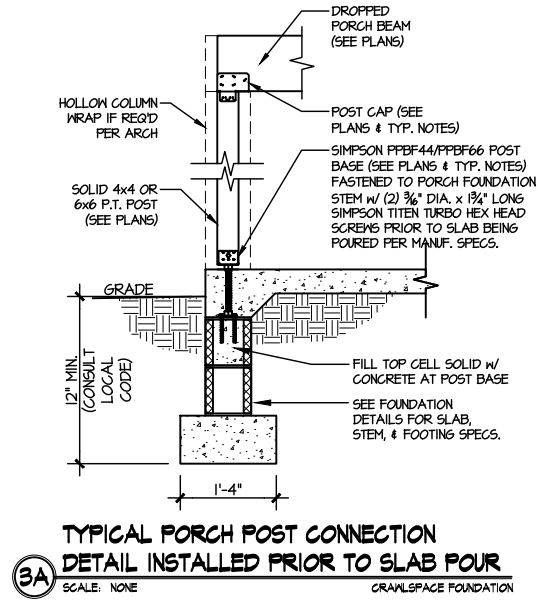 DROPPED
PORCH BEAM
(SEE PLANS)
HOLLOW COLUMN
WRAP IF REQ'D
PER ARCH
POST CAP (SEE
PLANS & TYP. NOTES)
SIMPSON PPBF44/PPBF66 POST
BASE (SEE PLANS & TYP. NOTES)
FASTENED TO PORCH FOUNDATION
STEM W/ (2) 3/16" DIA. x 1 3/4" LONG
SIMPSON TITEN TURBO HEX HEAD
SCREWS PRIOR TO SLAB BEING
POURED PER MANUF. SPECS.
SOLID 4x4 OR
6x6 P.T. POST
(SEE PLANS)
GRADE
12" MIN.
(CONSULT
LOCAL
CODE)
FILL TOP CELL SOLID W/
CONCRETE AT POST BASE
SEE FOUNDATION
DETAILS FOR SLAB,
STEM, & FOOTING SPECS.
1'-4"
TYPICAL PORCH POST CONNECTION
DETAIL INSTALLED PRIOR TO SLAB POUR
3A
SCALE: NONE
CRAWLSPACE FOUNDATION